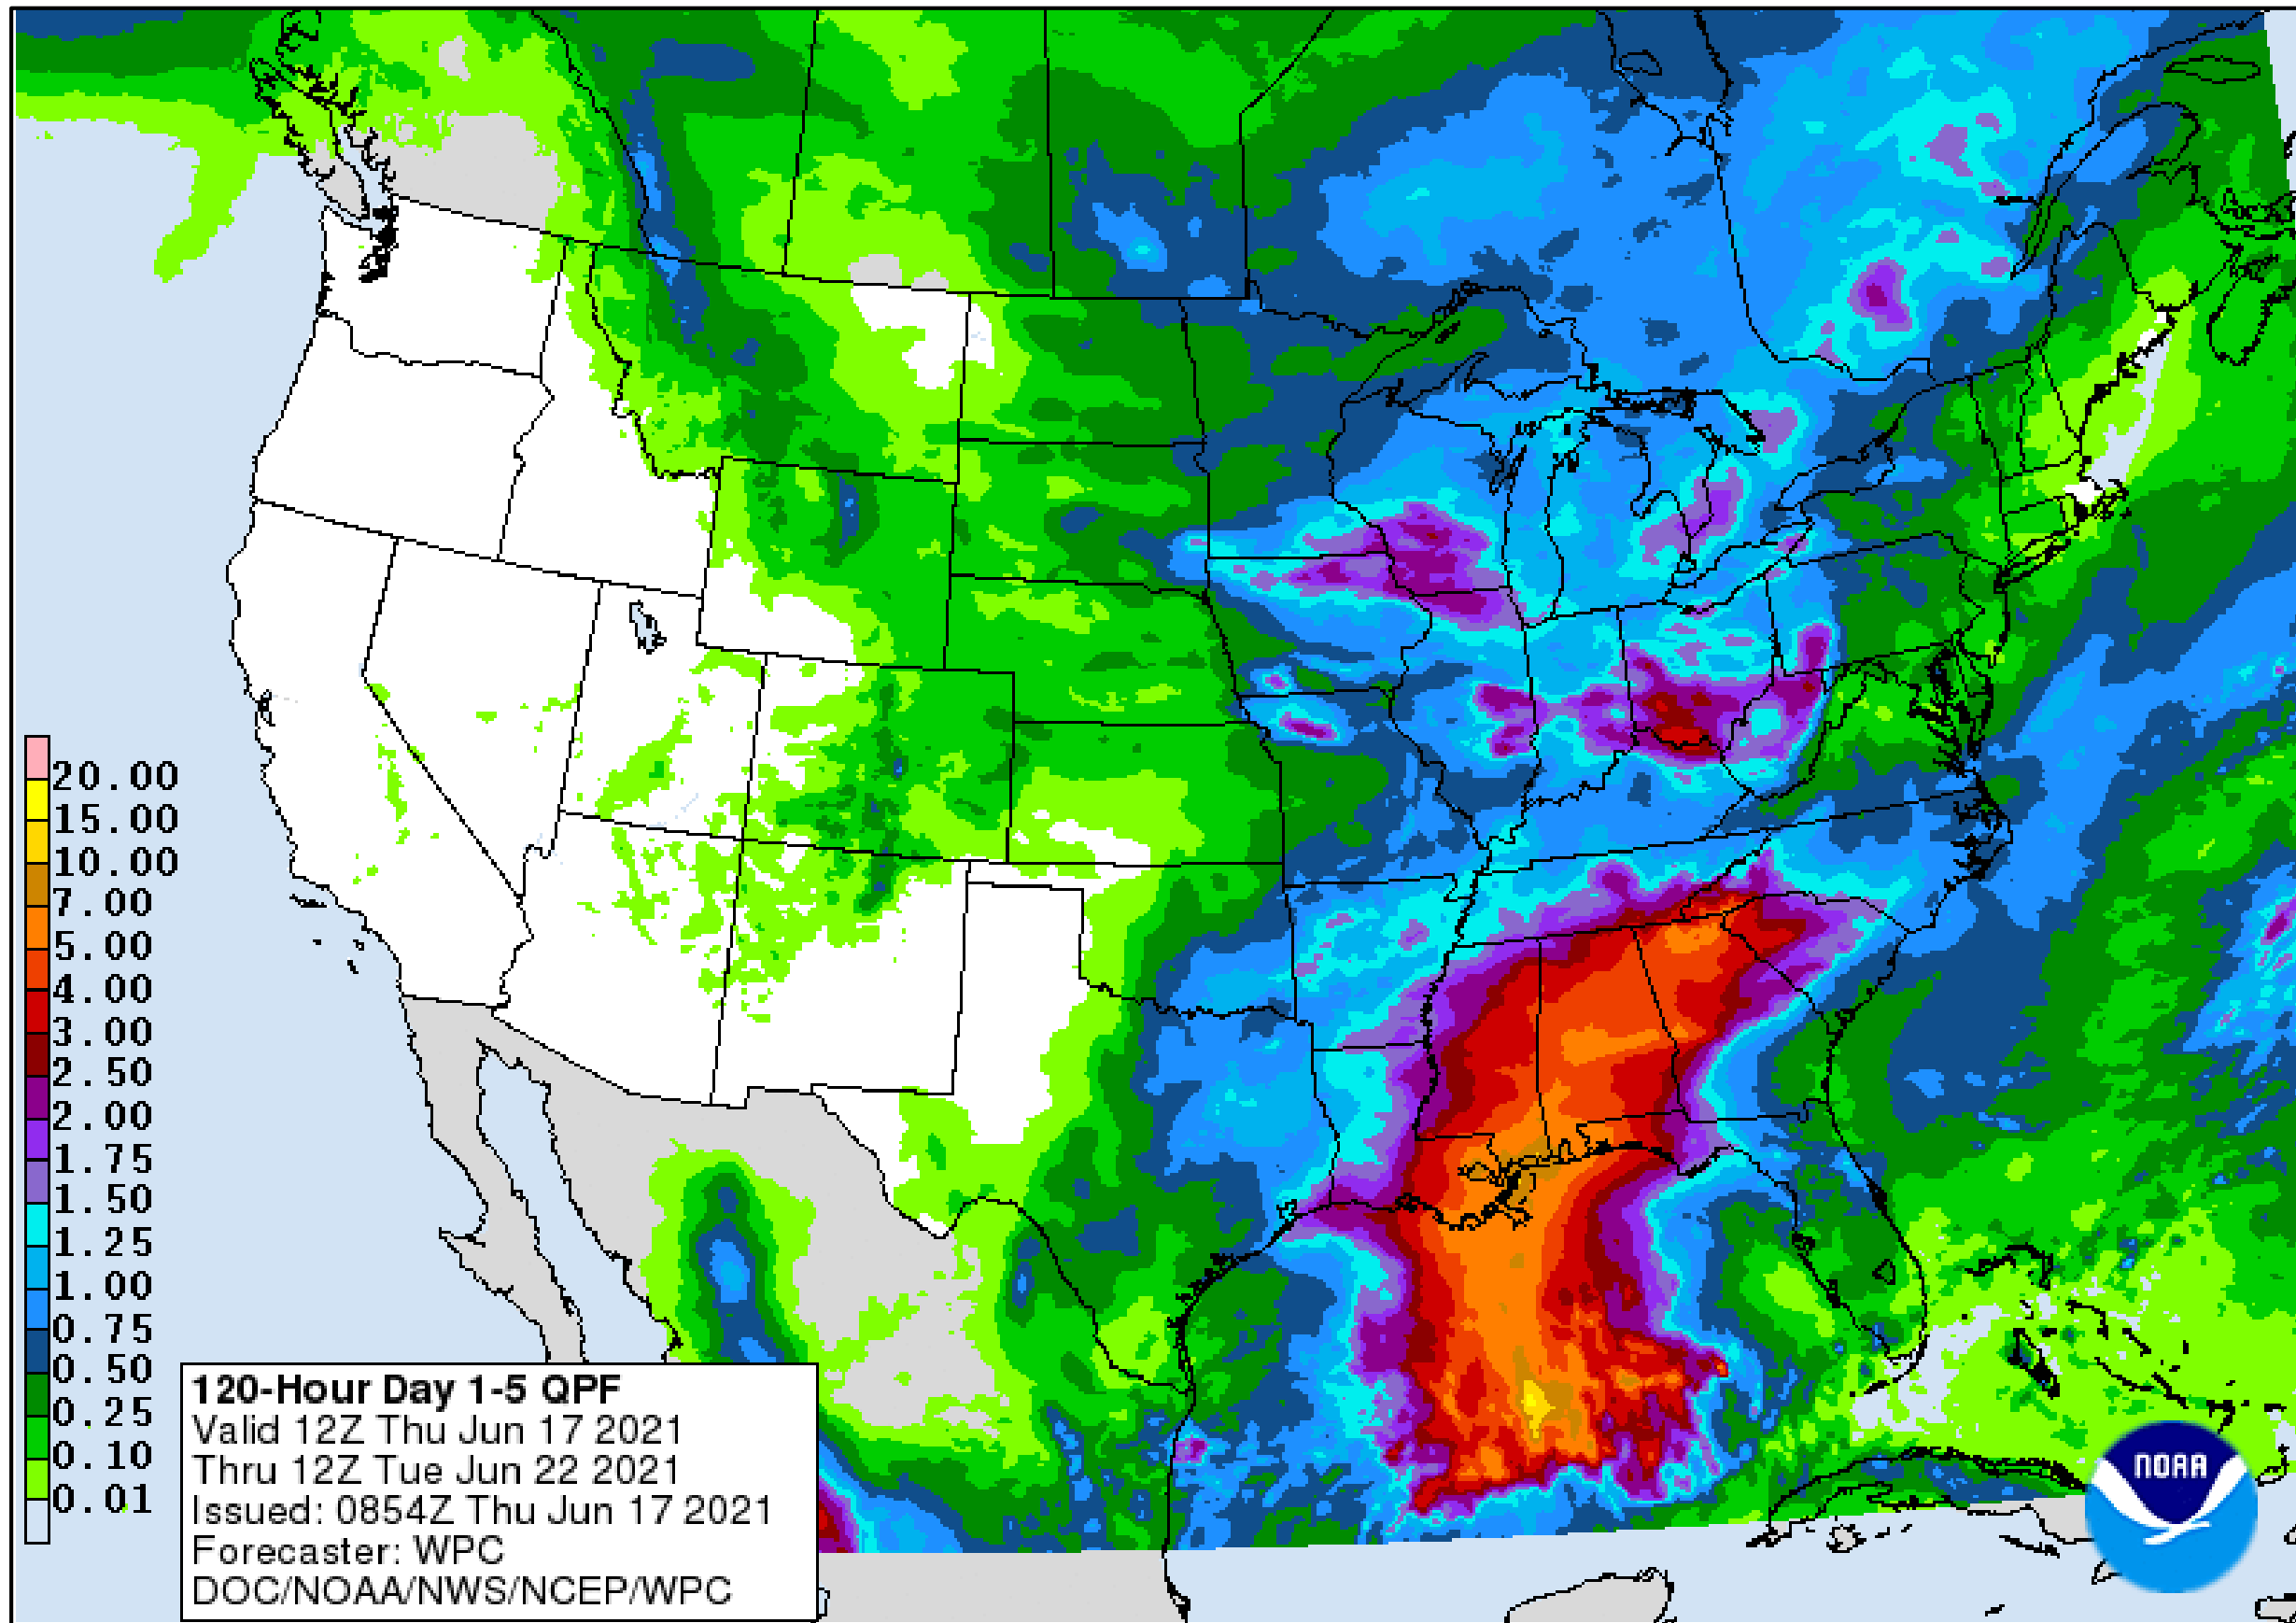 20.00
15.00
10.00
7.00
5.00
4.00
3.00
2.50
2.00
1.75
1.50
1.25
1.00
0.75
0.50
0.25
0.10
0.01
120-Hour Day 1-5 QPF
Valid 12Z Thu Jun 17 2021
Thru 12Z Tue Jun 22 2021
Issued: 0854Z Thu Jun 17 2021
Forecaster: WPC
DOC/NOAA/NWS/NCEP/WPC
NOAA